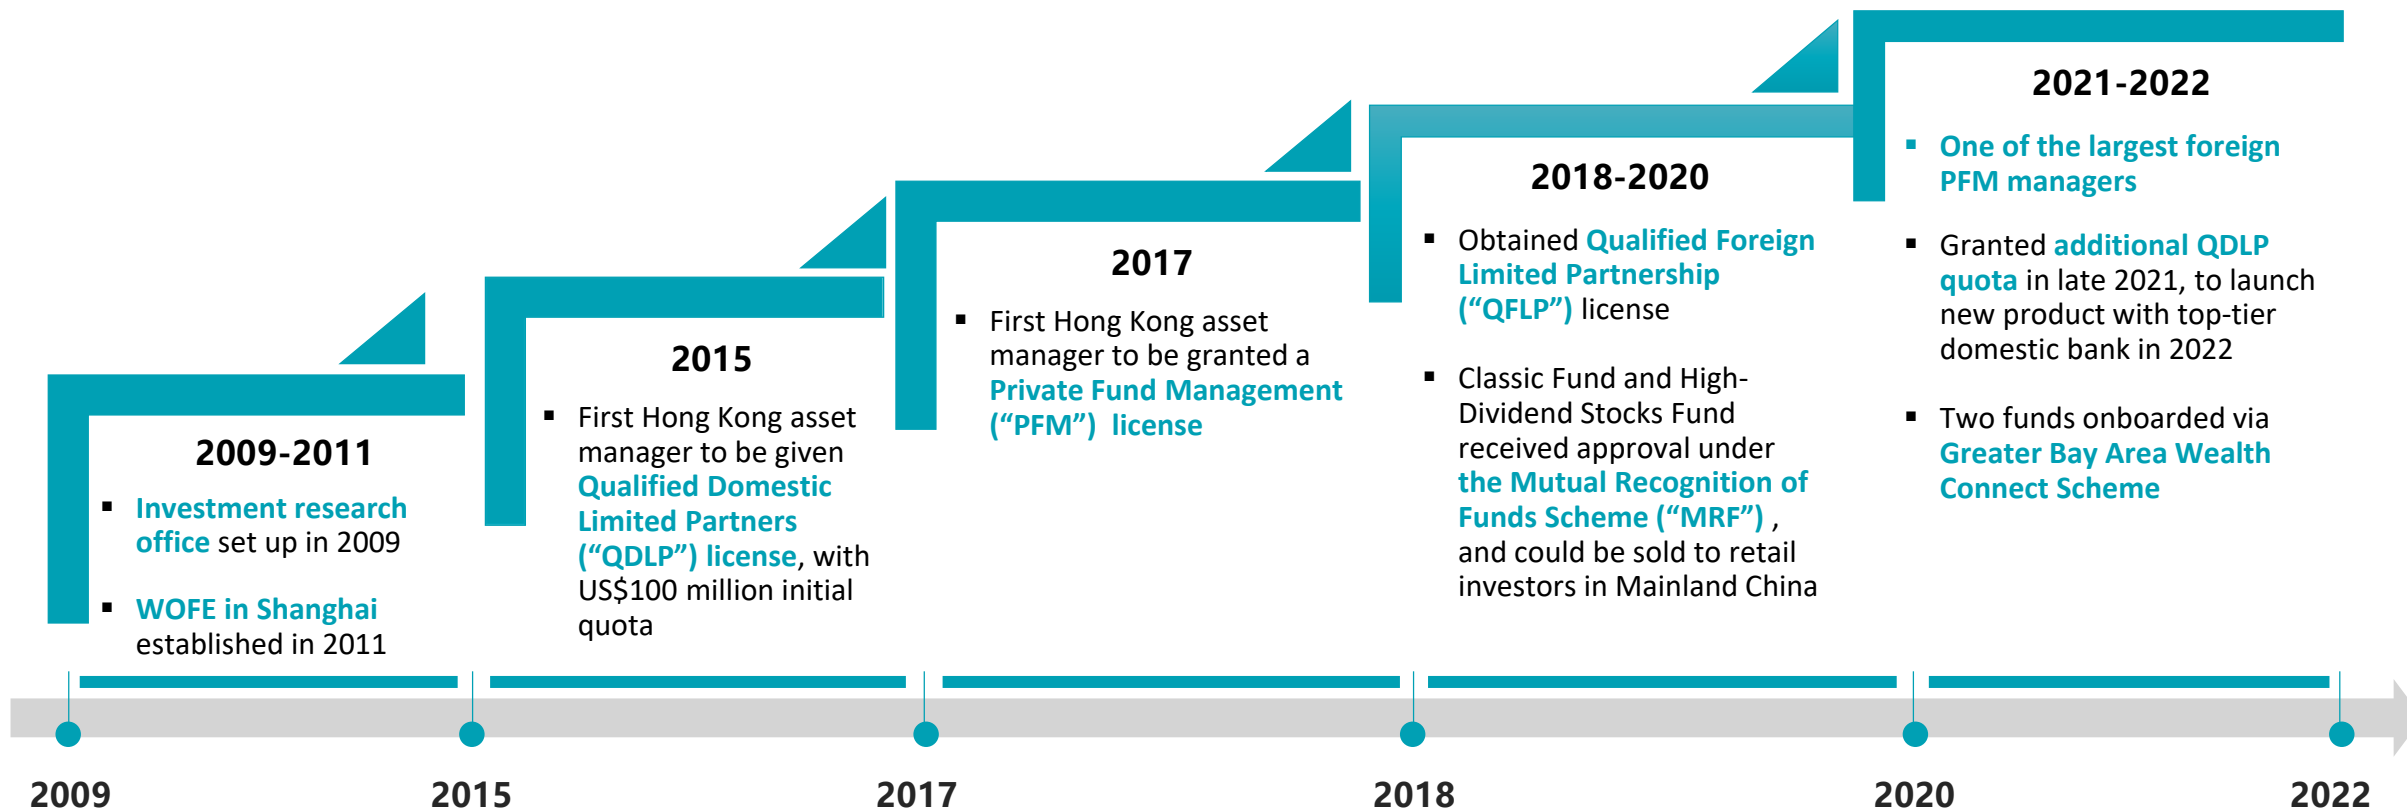 2009-2011
▪ Investment research
office set up in 2009
▪ WOFE in Shanghai
established in 2011
2015
▪ First Hong Kong asset
manager to be given
Qualified Domestic
Limited Partners
(“QDLP”) license, with
US$100 million initial
quota
2017
▪ First Hong Kong asset
manager to be granted a
Private Fund Management
(“PFM”) license
2018-2020
▪ Obtained Qualified Foreign
Limited Partnership
(“QFLP”) license
▪ Classic Fund and High-
Dividend Stocks Fund
received approval under
the Mutual Recognition of
Funds Scheme (“MRF”) ,
and could be sold to retail
investors in Mainland China
2021-2022
▪ One of the largest foreign
PFM managers
▪ Granted additional QDLP
quota in late 2021, to launch
new product with top-tier
domestic bank in 2022
▪ Two funds onboarded via
Greater Bay Area Wealth
Connect Scheme
2009
2015
2017
2018
2020
2022